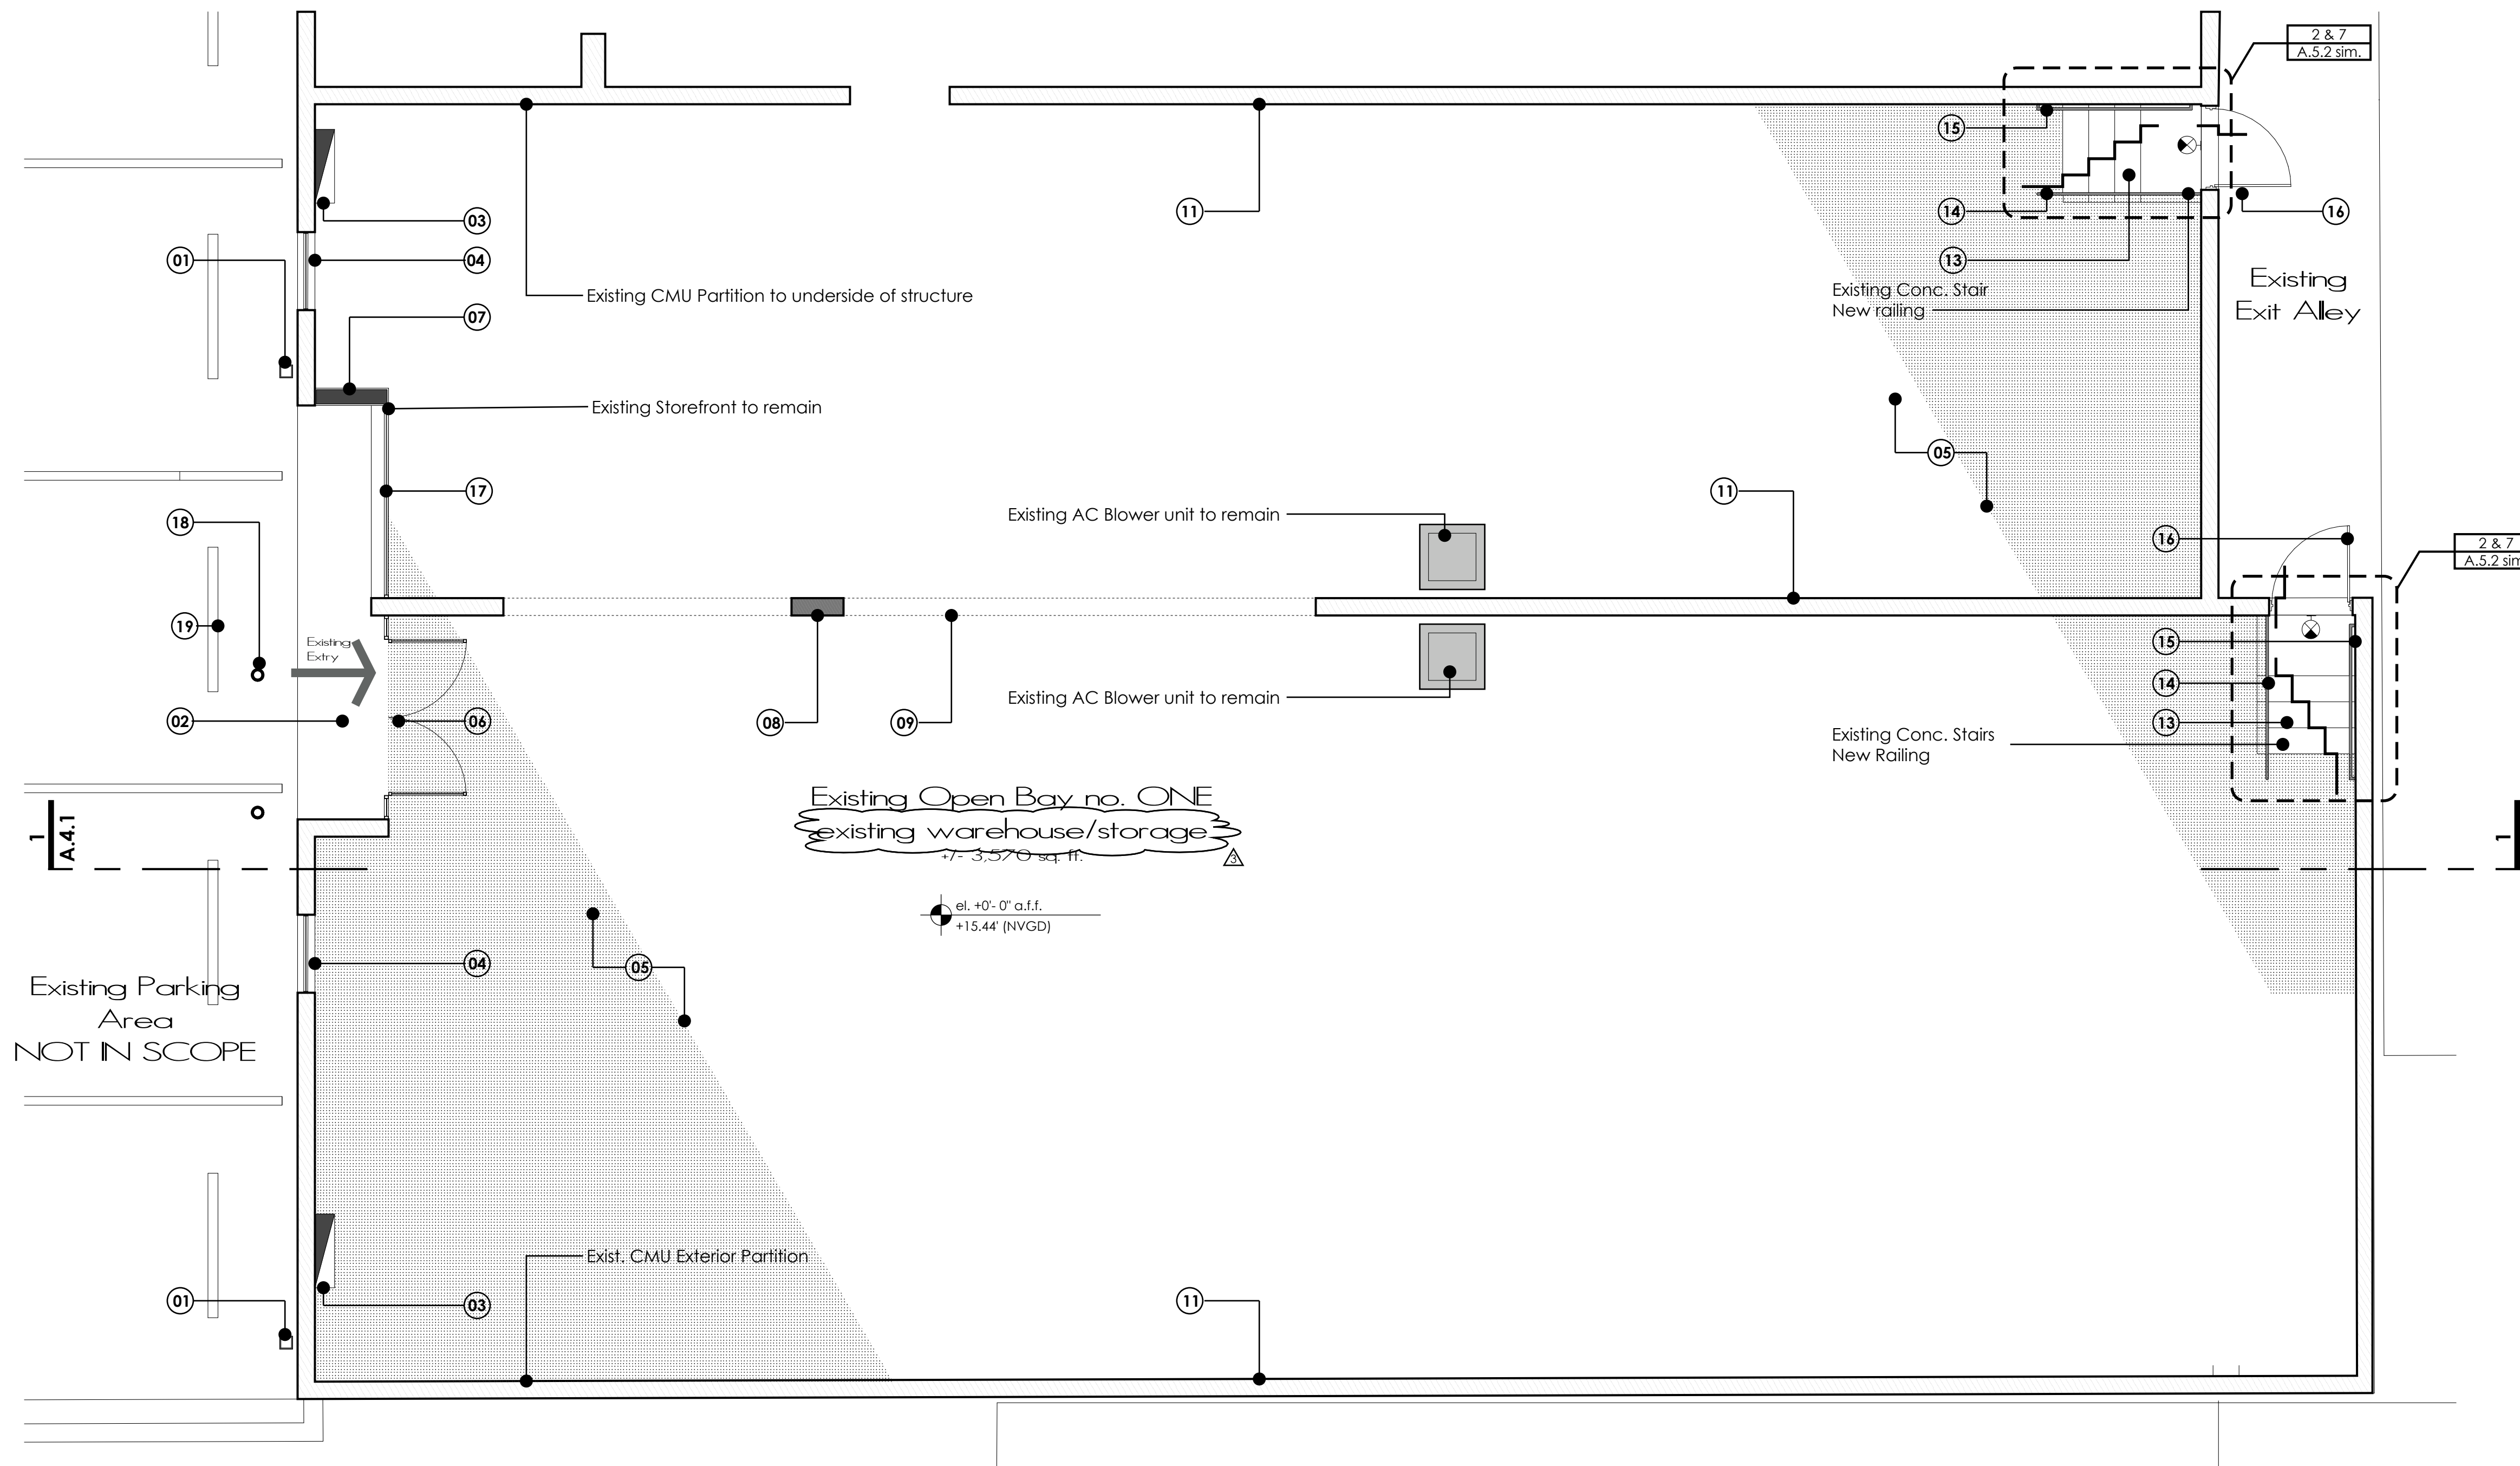 2 & 7
A.5.2 sim.
15
03
14
11
16
01
04
13
Existing
Exit Alley
Existing CMU Partition to underside of structure
Existing Conc. Stair
New railing
07
Existing Storefront to remain
05
17
11
Existing AC Blower unit to remain
18
16
2 & 7
A.5.2 sim
19
Existing
Extry
15
14
Existing AC Blower unit to remain
02
06
08
09
13
Existing Conc. Stairs
New Railing
Existing Open Bay no. ONE
existing warehouse/storage
+/- 3,570 sq. ft.
3
1
A.4.1
1
el. +0'- 0" a.f.f.
+15.44' (NVGD)
04
05
Existing Parking
Area
NOT IN SCOPE
Exist. CMU Exterior Partition
01
03
11